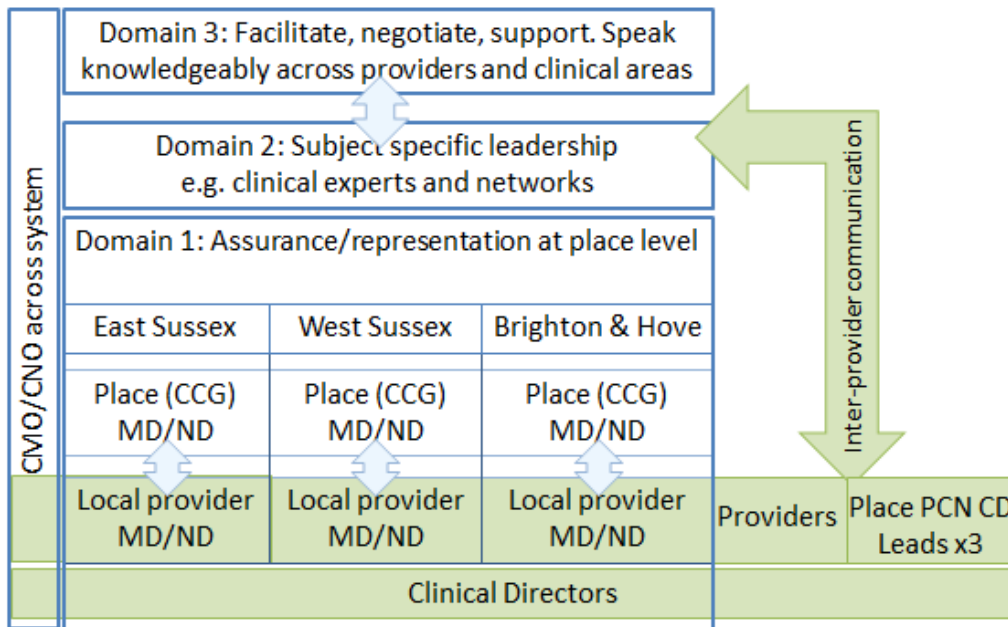 Domain 3: Facilitate, negotiate, support. Speak
knowledgeably across providers and clinical areas
Domain 2: Subject specific leadership
e.g. clinical experts and networks
Domain 1: Assurance/representation at place level
East Sussex
West Sussex
Brighton & Hove
Place (CCG)
MD/ND
Place (CCG)
MD/ND
Place (CCG)
MD/ND
Local provider
MD/ND
Local provider
MD/ND
Local provider
MD/ND
Providers
Place PCN CD
Leads x3
Clinical Directors
CMO/CNO across system
Inter-provider communication